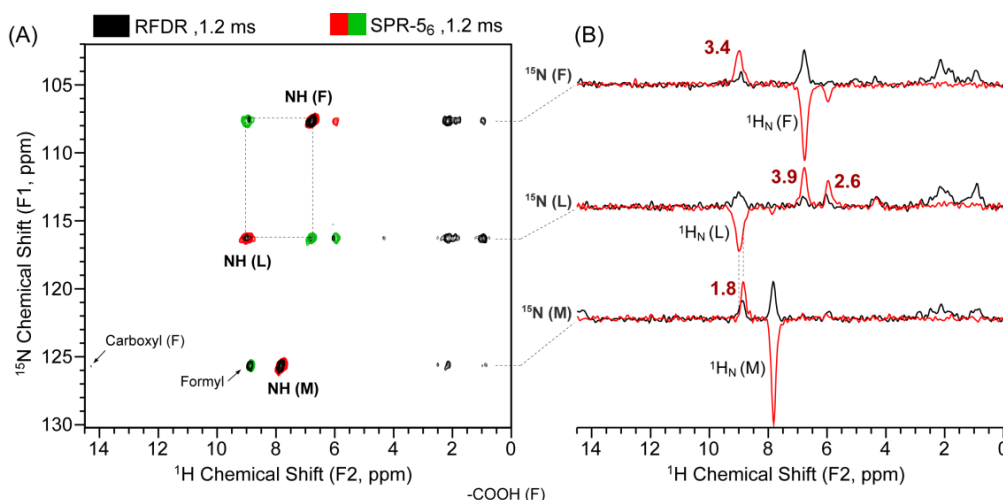 (A)
RFDR ,1.2 ms
SPR-5₆ ,1.2 ms
(B)
105
110
115
120
125
130
¹⁵N Chemical Shift (F1, ppm)
NH (F)
NH (L)
NH (M)
Carboxyl (F)
Formyl
14 12 10 8 6 4 2 0
¹H Chemical Shift (F2, ppm)
-COOH (F)
¹⁵N (F)
3.4
¹H_N (F)
¹⁵N (L)
3.9
2.6
¹H_N (L)
¹⁵N (M)
1.8
¹H_N (M)
14 12 10 8 6 4 2 0
¹H Chemical Shift (F2, ppm)